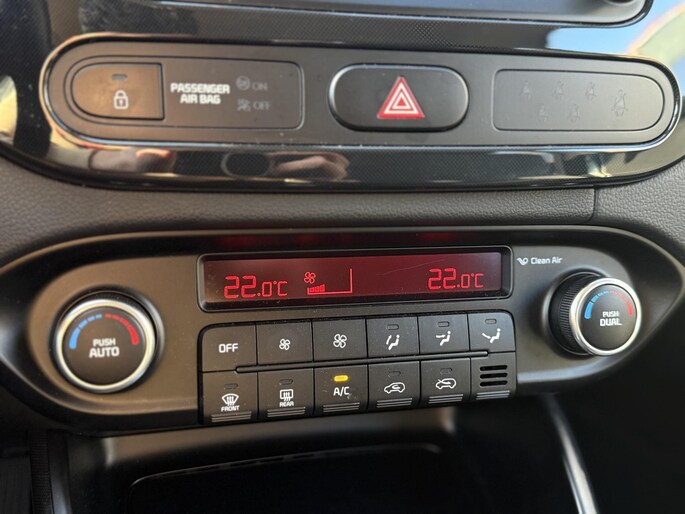 PASSENGER
AIR BAG
ON
OFF
Clean Air
22.0°C
22.0°C
PUSH
AUTO
PUSH
DUAL
OFF
FRONT
REAR
A/C